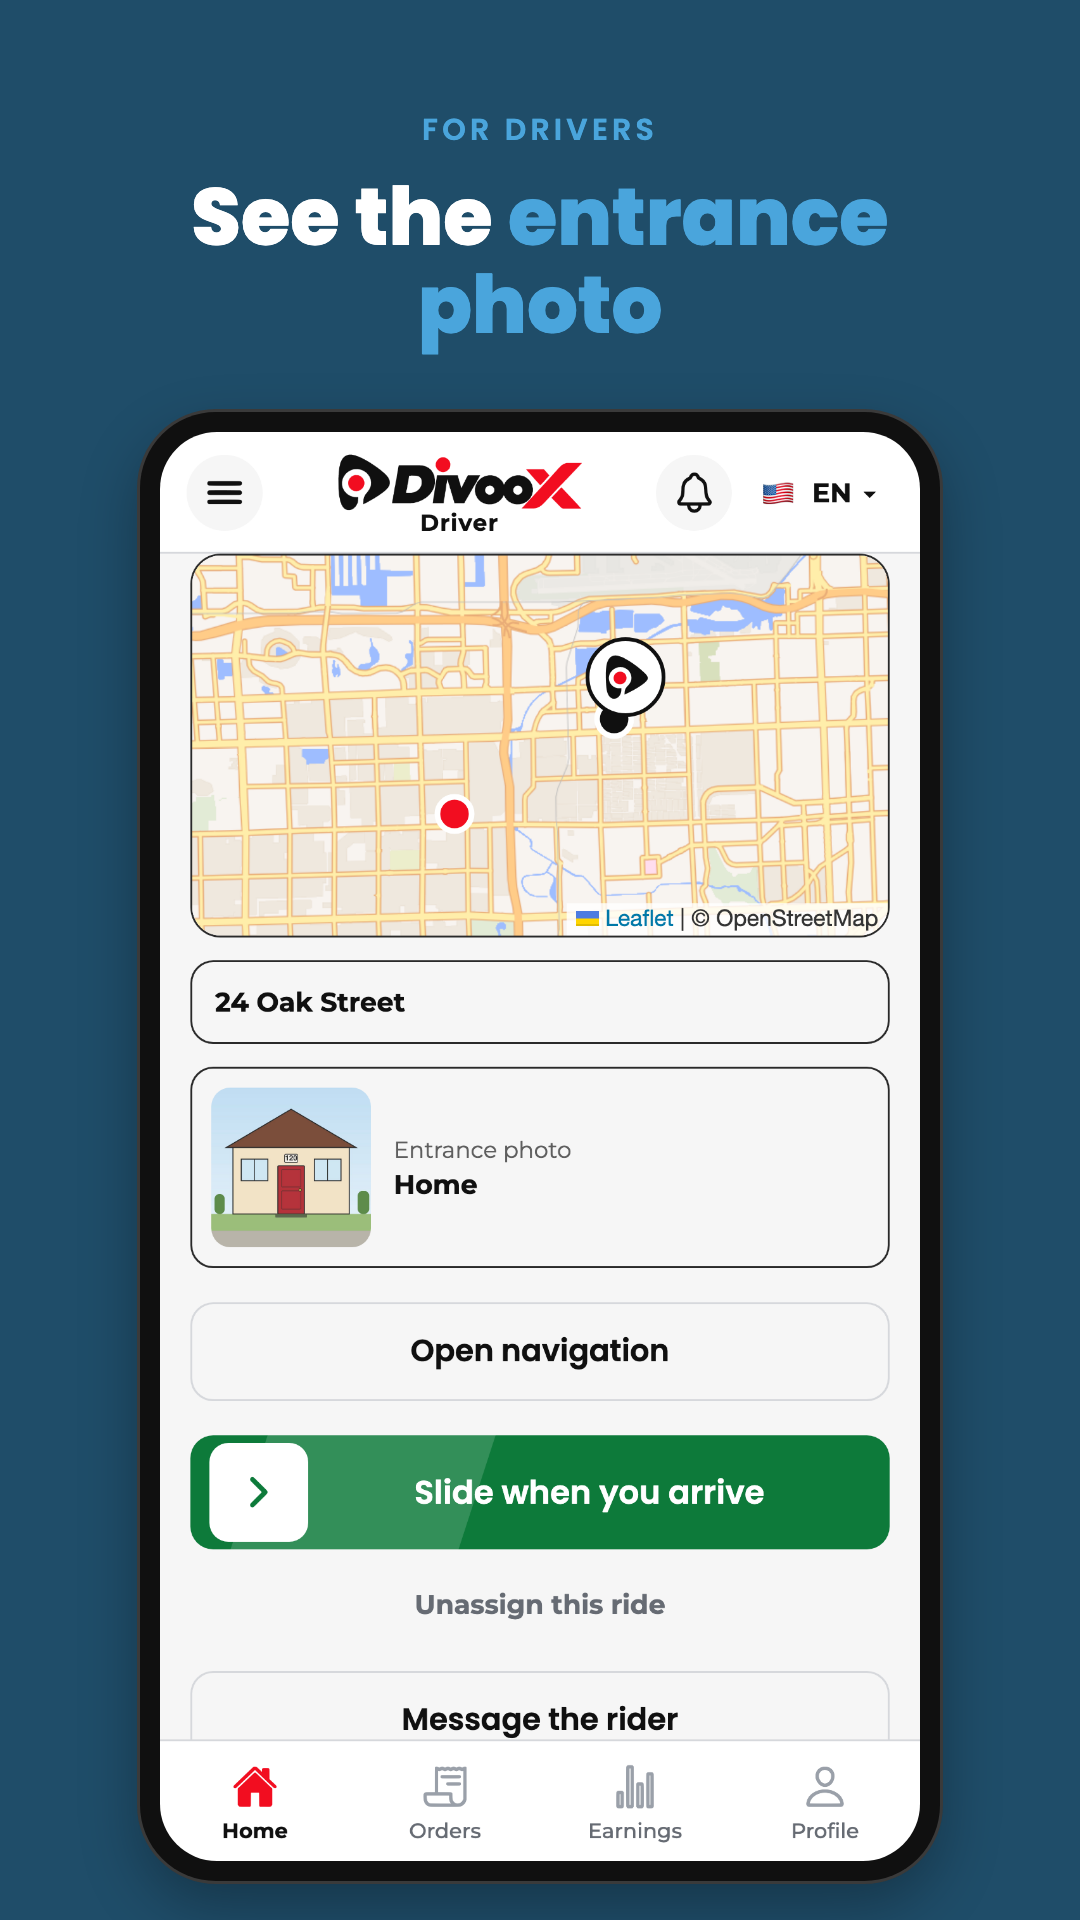 FOR DRIVERS
See the entrance
photo
DivooX
Driver
EN
Leaflet | © OpenStreetMap
24 Oak Street
120
Entrance photo
Home
Open navigation
Slide when you arrive
Unassign this ride
Message the rider
Home
Orders
Earnings
Profile